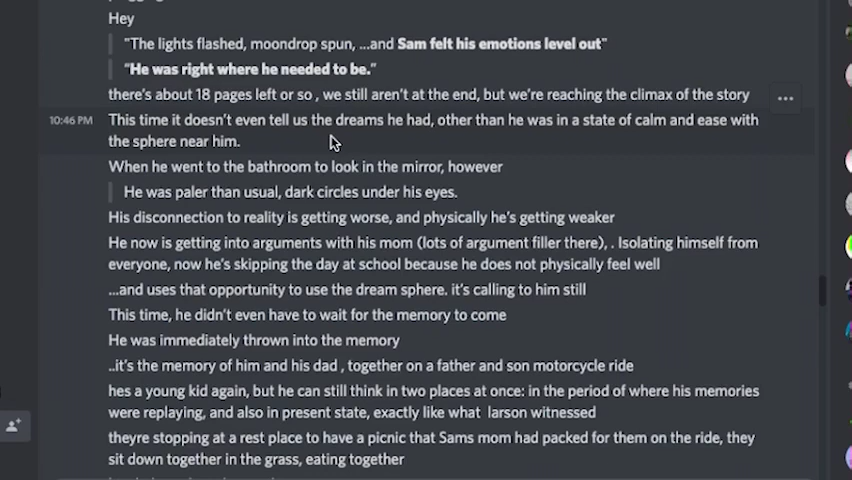 Hey
"The lights flashed, moondrop spun, ...and Sam felt his emotions level out"
"He was right where he needed to be."
there's about 18 pages left or so , we still aren't at the end, but we're reaching the climax of the story
10:46 PM This time it doesn't even tell us the dreams he had, other than he was in a state of calm and ease with
the sphere near him.
When he went to the bathroom to look in the mirror, however
He was paler than usual, dark circles under his eyes.
His disconnection to reality is getting worse, and physically he's getting weaker
He now is getting into arguments with his mom (lots of argument filler there), . Isolating himself from
everyone, now he's skipping the day at school because he does not physically feel well
...and uses that opportunity to use the dream sphere. it's calling to him still
This time, he didn't even have to wait for the memory to come
He was immediately thrown into the memory
..it's the memory of him and his dad , together on a father and son motorcycle ride
hes a young kid again, but he can still think in two places at once: in the period of where his memories
were replaying, and also in present state, exactly like what larson witnessed
theyre stopping at a rest place to have a picnic that Sams mom had packed for them on the ride, they
sit down together in the grass, eating together